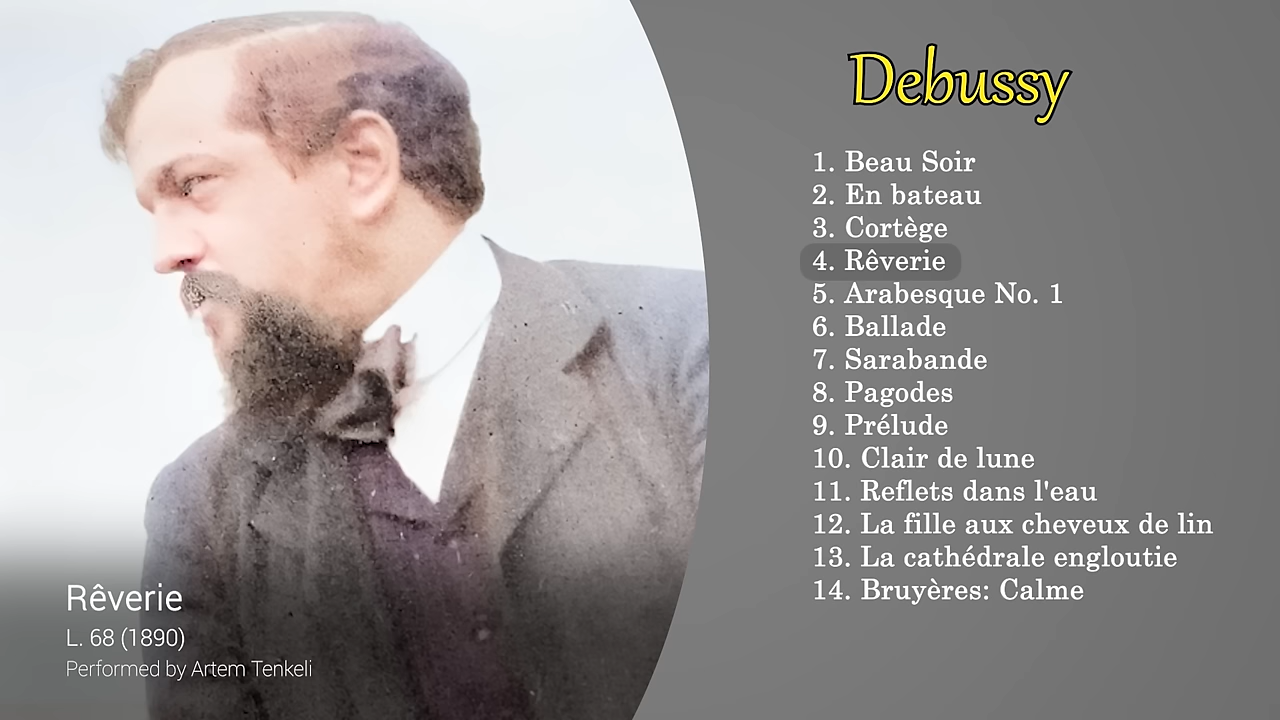 Debussy
1. Beau Soir
2. En bateau
3. Cortège
4. Rêverie
5. Arabesque No. 1
6. Ballade
7. Sarabande
8. Pagodes
9. Prélude
10. Clair de lune
11. Reflets dans l'eau
12. La fille aux cheveux de lin
13. La cathédrale engloutie
14. Bruyères: Calme
Rêverie
L. 68 (1890)
Performed by Artem Tenkeli